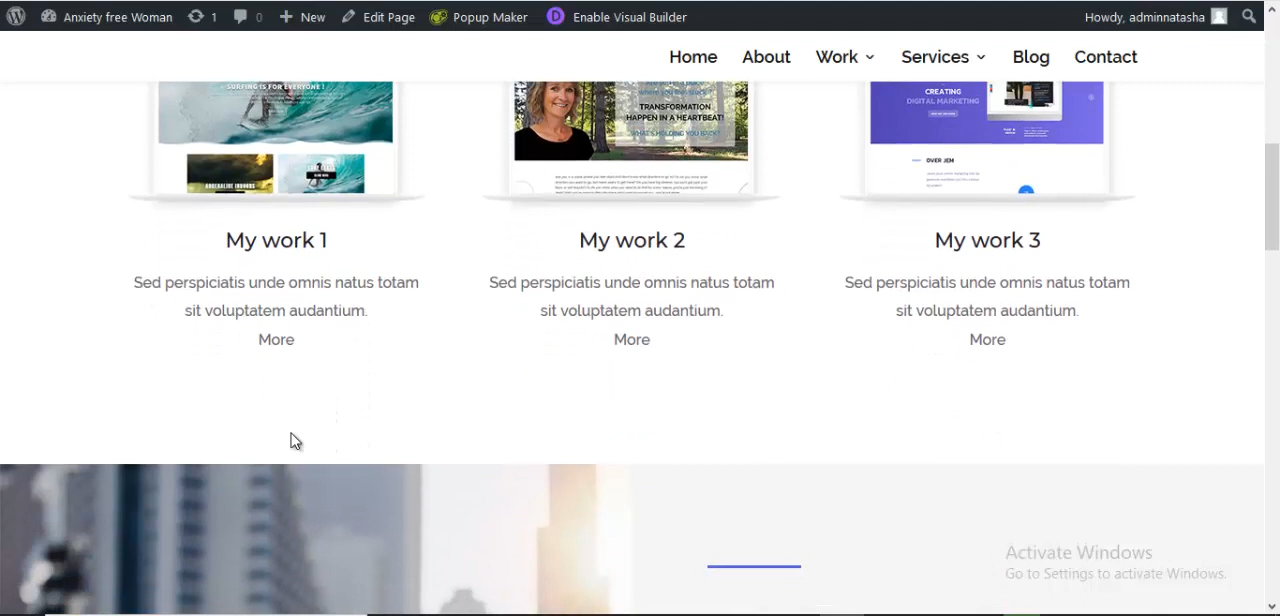 Anxiety free Woman 1 0 New Edit Page Popup Maker D Enable Visual Builder Howdy, adminnatasha
Home About Work Services Blog Contact
SURFING IS FOR EVERYONE !
TRANSFORMATION
HAPPEN IN A HEARTBEAT!
WHAT'S HOLDING YOU BACK?
CREATING
DIGITAL MARKETING
OVER JEM
My work 1 My work 2 My work 3
Sed perspiciatis unde omnis natus totam Sed perspiciatis unde omnis natus totam Sed perspiciatis unde omnis natus totam
sit voluptatem audantium. sit voluptatem audantium. sit voluptatem audantium.
More More More
Activate Windows
Go to Settings to activate Windows.